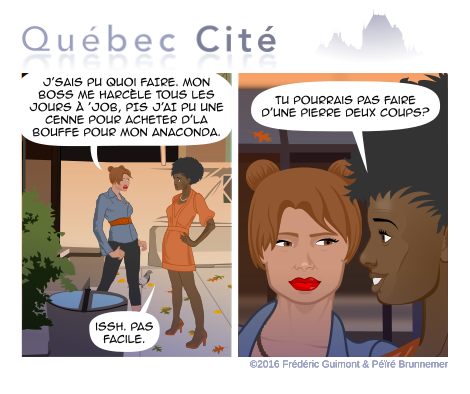 Québec Cité
J'SAIS PU QUOI FAIRE. MON
BOSS ME HARCÈLE TOUS LES
JOURS À 'JOB, PIS J'AI PU UNE
CENNE POUR ACHETER D'LA
BOUFFE POUR MON ANACONDA.
ISSH. PAS
FACILE.
TU POURRAIS PAS FAIRE
D'UNE PIERRE DEUX COUPS?
©2016 Frédéric Guimont & Péïré Brunnemer